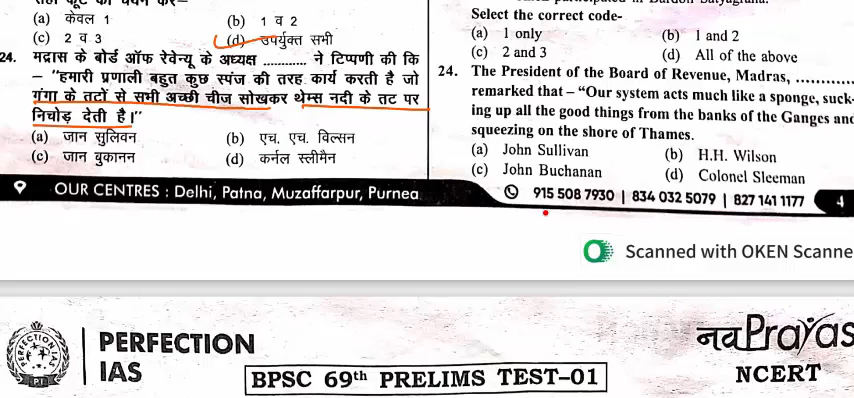 (a) केवल 1
(b) 1 व 2
(c) 2 व 3
(d) उपर्युक्त सभी
24. मद्रास के बोर्ड ऑफ रेवेन्यू के अध्यक्ष ............ ने टिप्पणी की कि
– "हमारी प्रणाली बहुत कुछ स्पंज की तरह कार्य करती है जो
गंगा के तटों से सभी अच्छी चीज सोखकर थेम्स नदी के तट पर
निचोड़ देती है।"
(a) जान सुलिवन
(b) एच. एच. विल्सन
(c) जान बुकानन
(d) कर्नल स्लीमैन
Select the correct code-
(a) 1 only
(b) 1 and 2
(c) 2 and 3
(d) All of the above
24. The President of the Board of Revenue, Madras, ............
remarked that – “Our system acts much like a sponge, suck-
ing up all the good things from the banks of the Ganges and
squeezing on the shore of Thames.
(a) John Sullivan
(b) H.H. Wilson
(c) John Buchanan
(d) Colonel Sleeman
OUR CENTRES : Delhi, Patna, Muzaffarpur, Purnea
915 508 7930 | 834 032 5079 | 827 141 1177
4
Scanned with OKEN Scanne
PERFECTION
IAS
BPSC 69th PRELIMS TEST–01
नवPrayas
NCERT